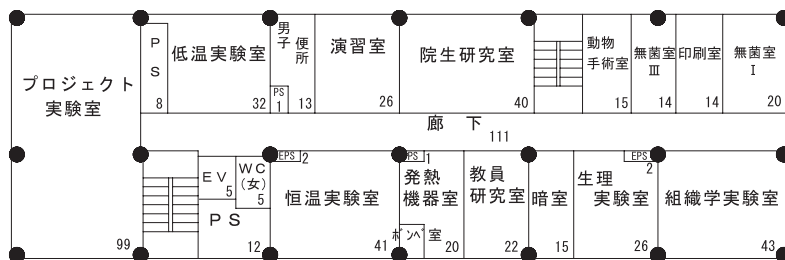 プロジェクト
実験室
99
PS
8
低温実験室
32
男子
便所
PS
1
13
演習室
26
院生研究室
40
動物
手術室
15
無菌室
Ⅲ
14
印刷室
14
無菌室
Ⅰ
20
廊 下
111
EV
5
WC
(女)
5
PS
12
EPS
2
恒温実験室
41
PS
1
発熱
機器室
ボンベ室
20
教員
研究室
22
暗室
15
EPS
2
生理
実験室
26
組織学実験室
43